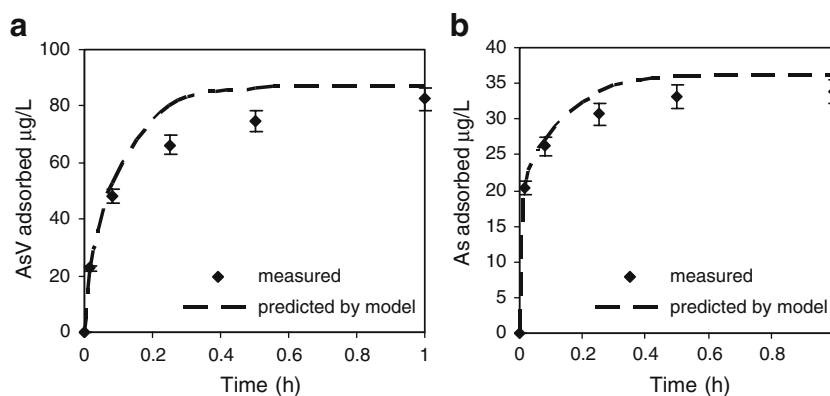 a
100
80
60
40
20
0
AsV adsorbed µg/L
measured
predicted by model
0 0.2 0.4 0.6 0.8 1
Time (h)
b
40
35
30
25
20
15
10
5
0
As adsorbed µg/L
measured
predicted by model
0 0.2 0.4 0.6 0.8
Time (h)